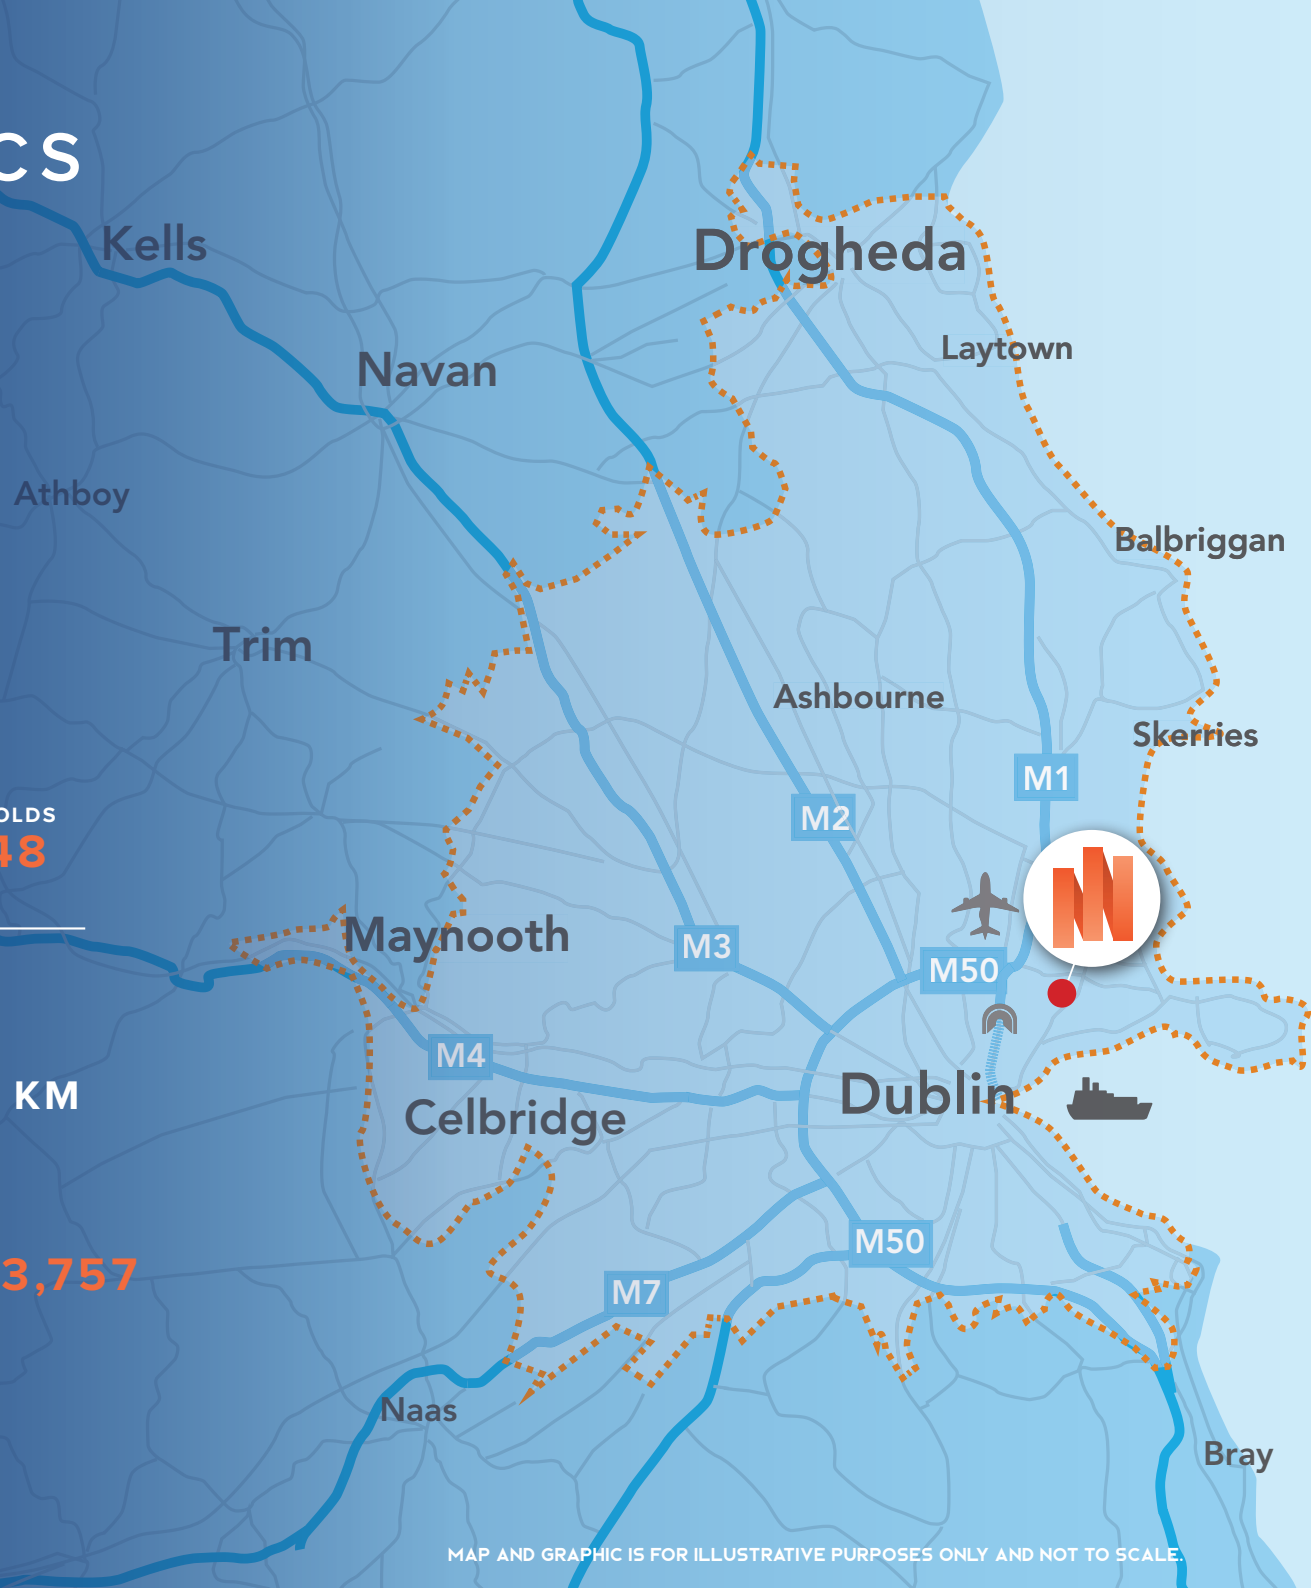 CS
Kells
Drogheda
Laytown
Navan
Athboy
Balbriggan
Trim
Ashbourne
Skerries
M1
M2
OLDS
48
Maynooth
M3
M50
M4
KM
Dublin
Celbridge
M50
3,757
M7
Naas
Bray
MAP AND GRAPHIC IS FOR ILLUSTRATIVE PURPOSES ONLY AND NOT TO SCALE.